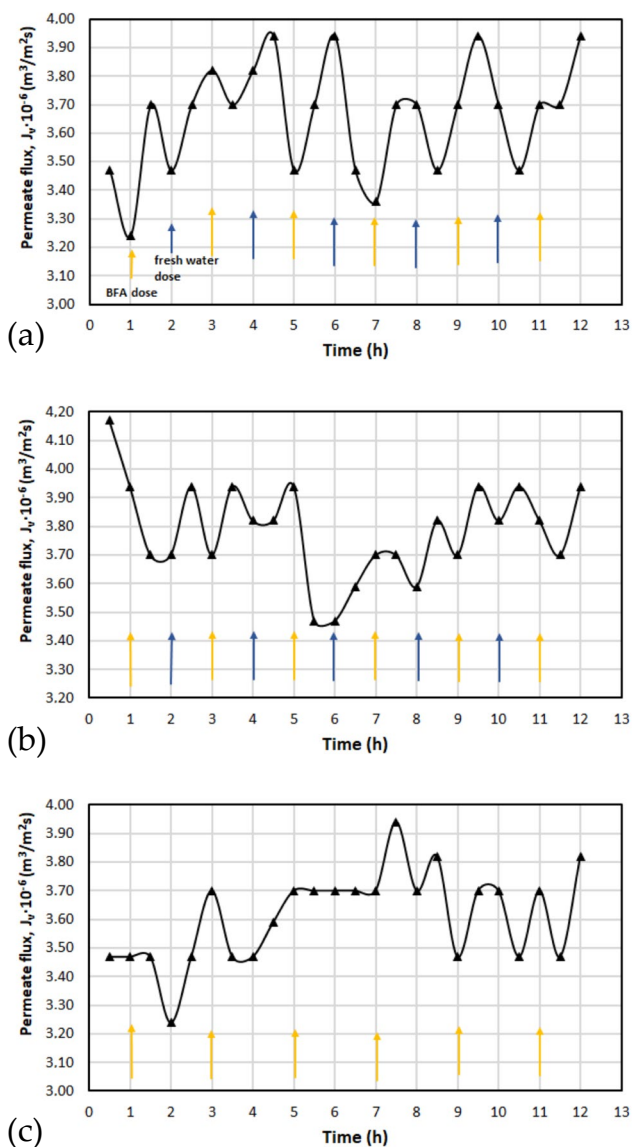 4.00
3.90
3.80
3.70
3.60
3.50
3.40
3.30
3.20
3.10
3,00
Permeate flux, Jᵥ·10⁻⁶ (m³/m²s)
fresh water
dose
BFA dose
0 1 2 3 4 5 6 7 8 9 10 11 12 13
Time (h)
(a)
4.20
4.10
4.00
3.90
3.80
3.70
3.60
3.50
3.40
3.30
3.20
Permeate flux, Jᵥ·10⁻⁶ (m³/m²s)
0 1 2 3 4 5 6 7 8 9 10 11 12 13
Time (h)
(b)
4.00
3.90
3.80
3.70
3.60
3.50
3.40
3.30
3.20
3.10
3.00
Permeate flux, Jᵥ·10⁻⁶ (m³/m²s)
0 1 2 3 4 5 6 7 8 9 10 11 12 13
Time (h)
(c)